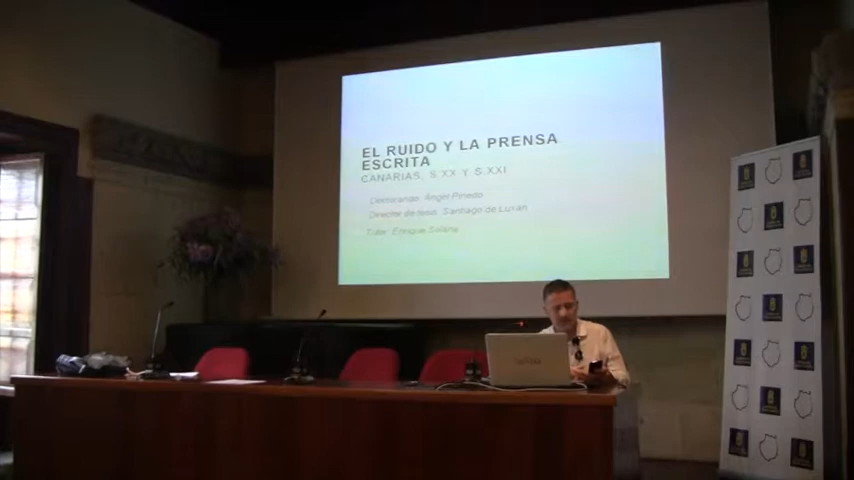 EL RUIDO Y LA PRENSA
ESCRITA
CANARIAS, S.XX Y S.XXI
Doctorando: Ángel Pinedo
Director de tesis: Santiago de Luxán
Tutor: Enrique Solana